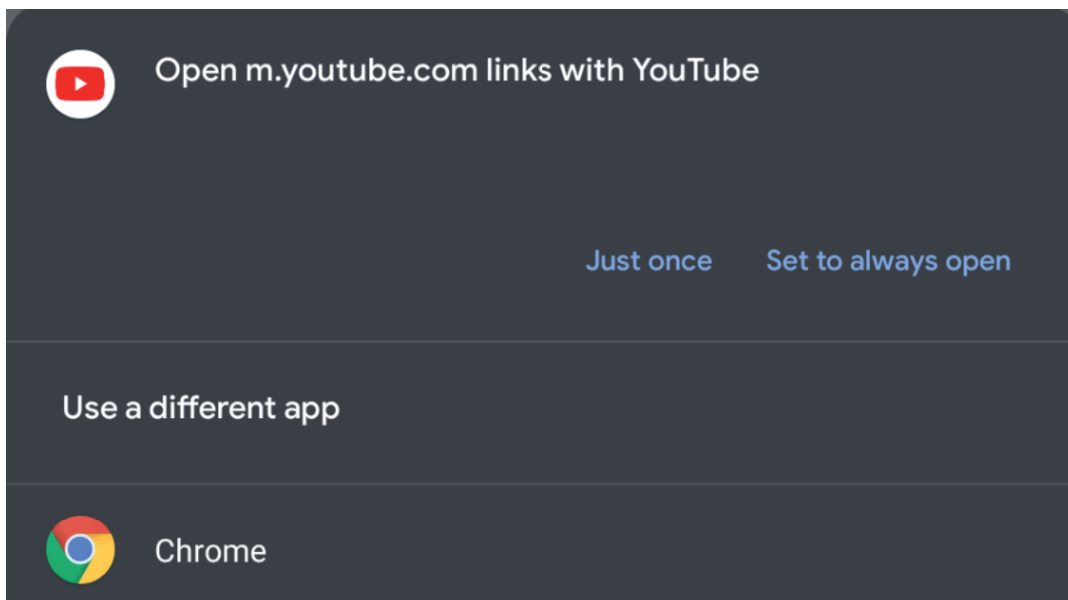 Open m.youtube.com links with YouTube
Just once Set to always open
Use a different app
Chrome